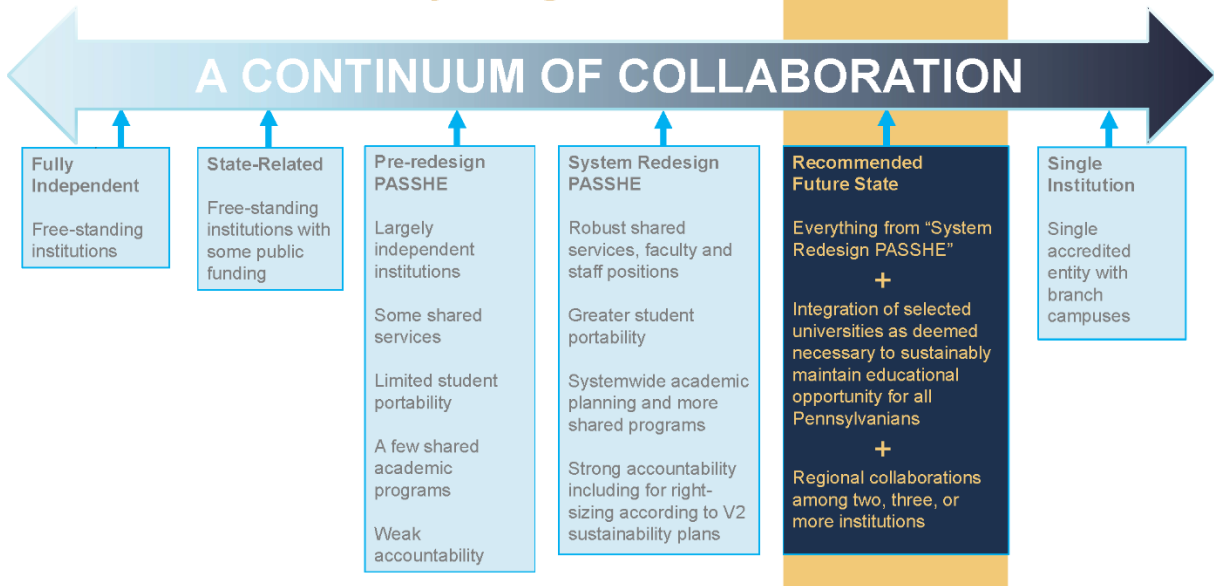 A CONTINUUM OF COLLABORATION
Fully
Independent
Free-standing
institutions
State-Related
Free-standing
institutions with
some public
funding
Pre-redesign
PASSHE
Largely
independent
institutions
Some shared
services
Limited student
portability
A few shared
academic
programs
Weak
accountability
System Redesign
PASSHE
Robust shared
services, faculty and
staff positions
Greater student
portability
Systemwide academic
planning and more
shared programs
Strong accountability
including for right-
sizing according to V2
sustainability plans
Recommended
Future State
Everything from “System
Redesign PASSHE”
+
Integration of selected
universities as deemed
necessary to sustainably
maintain educational
opportunity for all
Pennsylvanians
+
Regional collaborations
among two, three, or
more institutions
Single
Institution
Single
accredited
entity with
branch
campuses